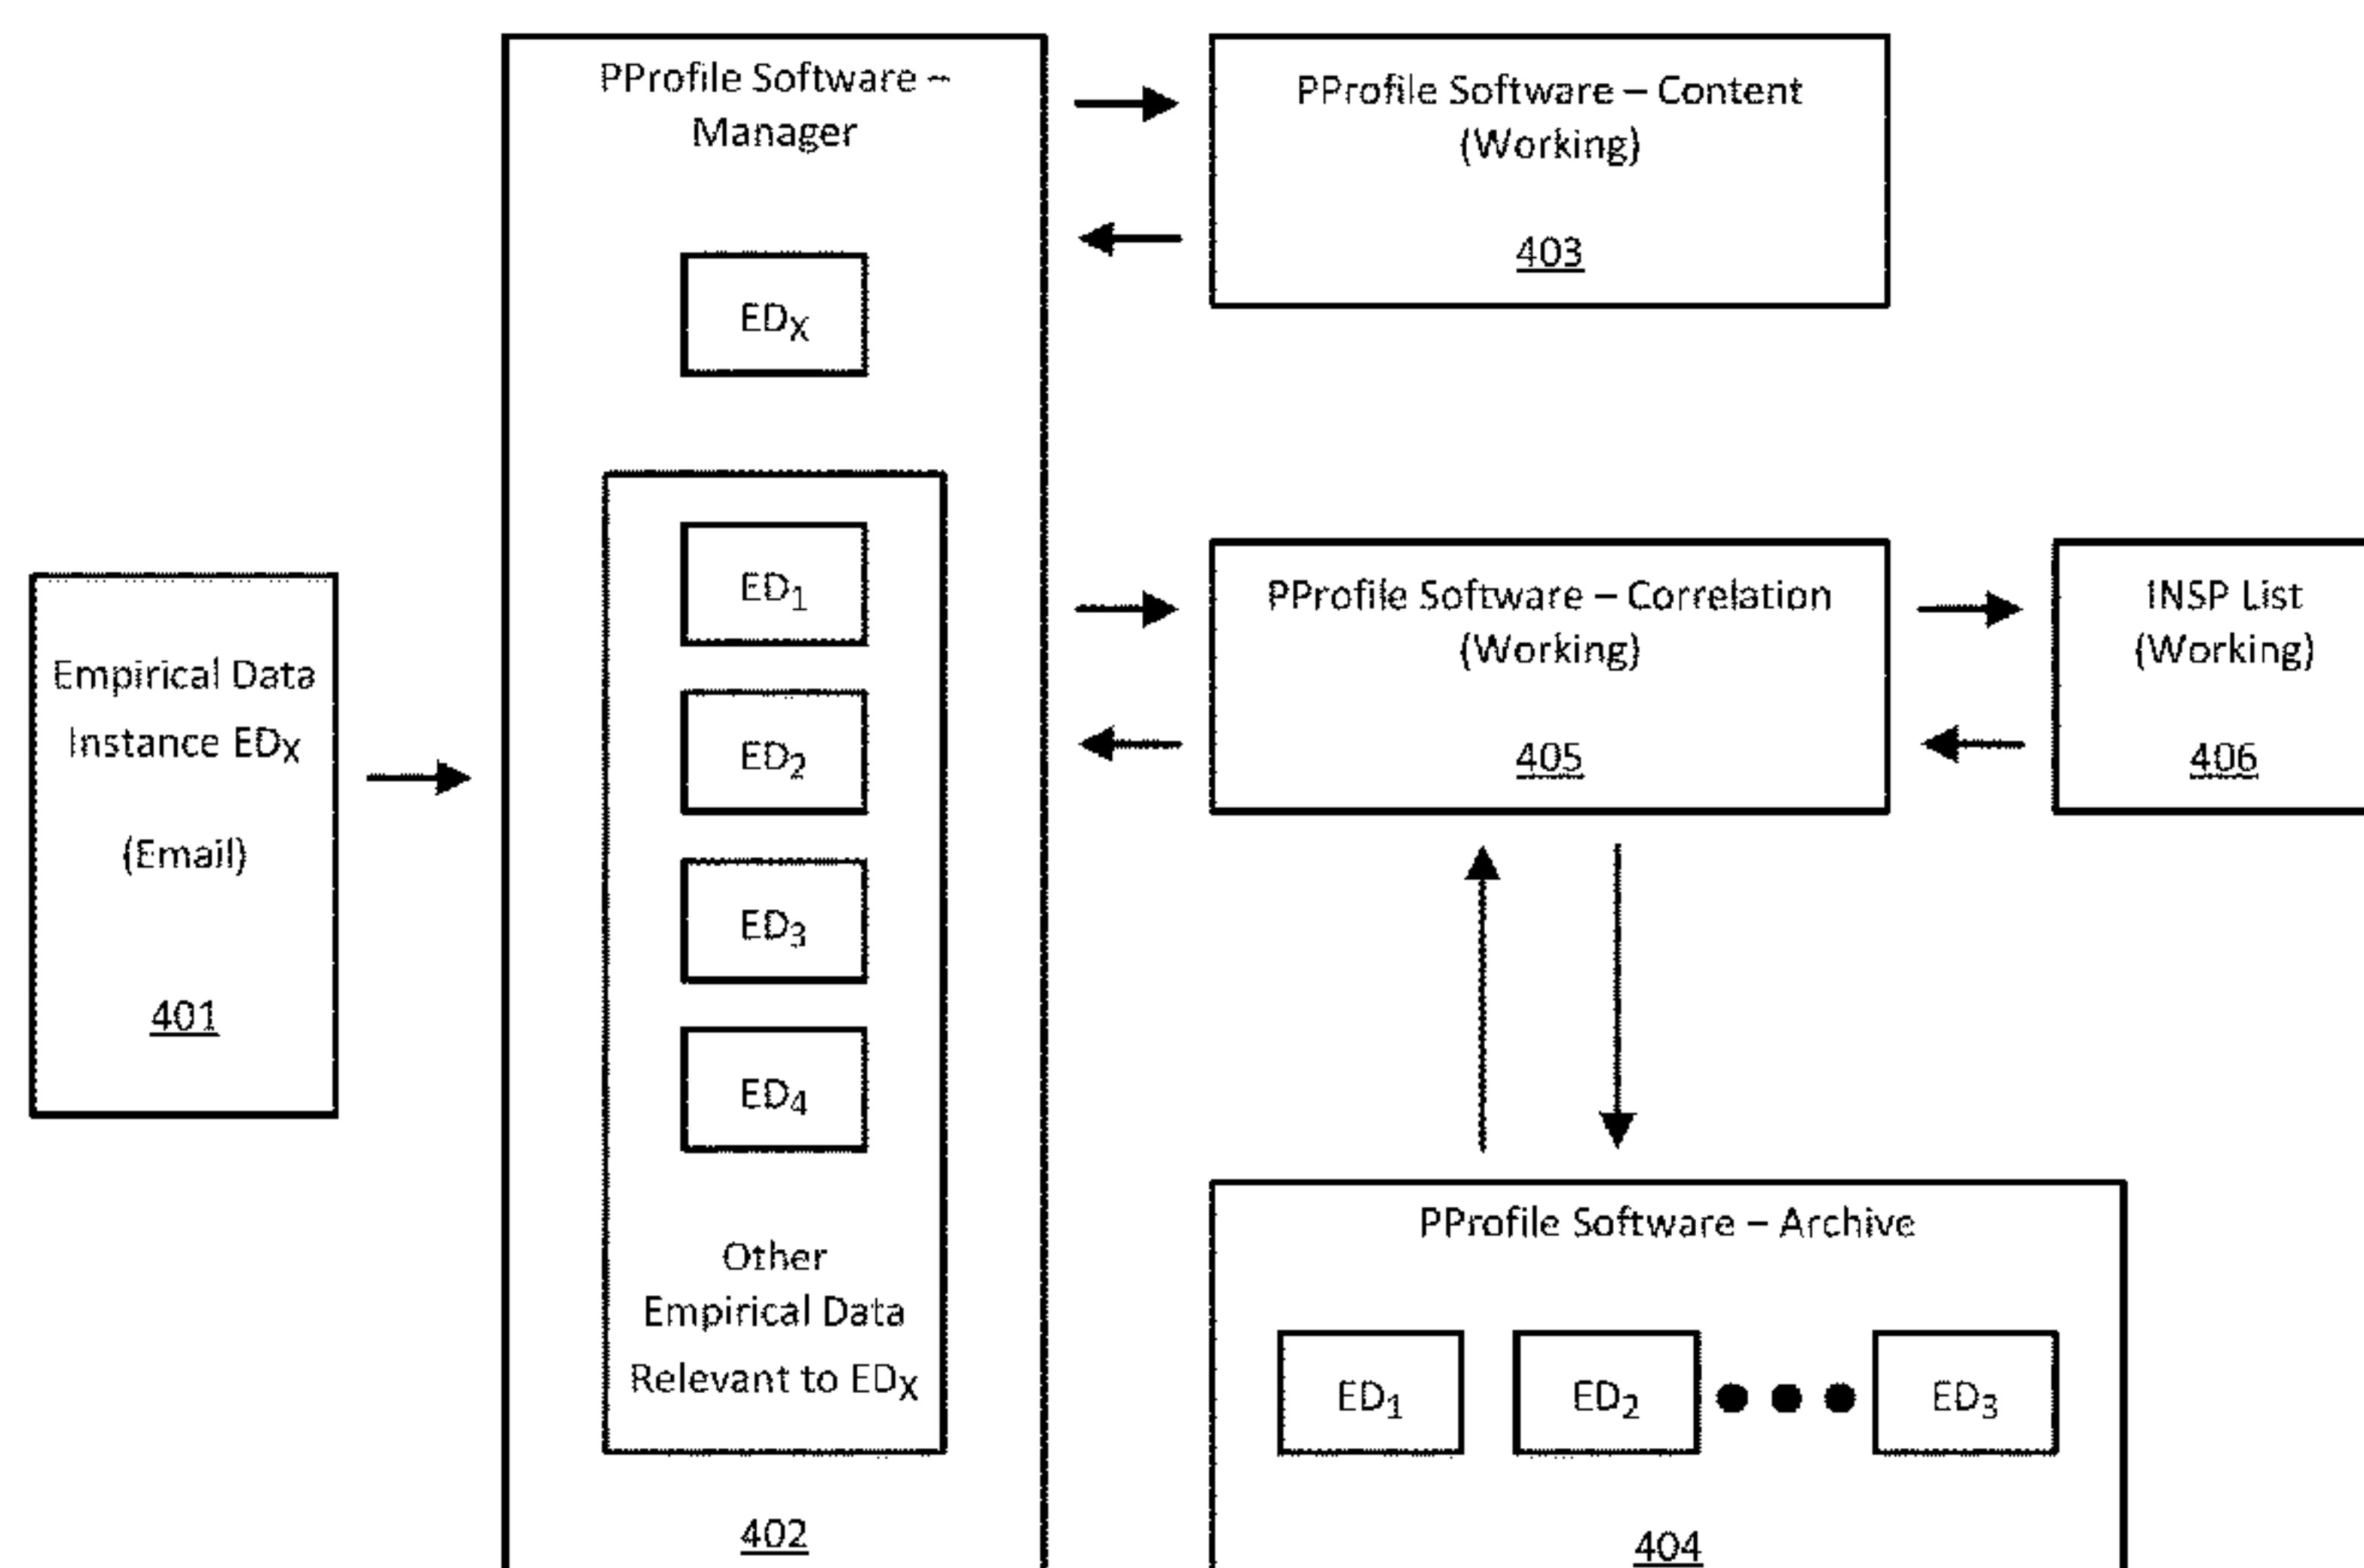 PProfile Software –
Manager
EDX
ED1
ED2
ED3
ED4
Other
Empirical Data
Relevant to EDX
402
Empirical Data
Instance EDX
(Email)
401
PProfile Software – Content
(Working)
403
PProfile Software – Correlation
(Working)
405
INSP List
(Working)
406
PProfile Software – Archive
ED1
ED2
ED3
404